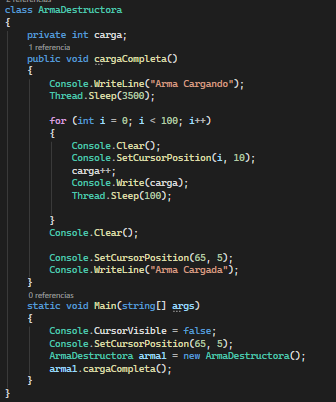 2 referencias
class ArmaDestructora
{
private int carga;
1 referencia
public void cargaCompleta()
{
Console.WriteLine("Arma Cargando");
Thread.Sleep(3500);
for (int i = 0; i < 100; i++)
{
Console.Clear();
Console.SetCursorPosition(i, 10);
carga++;
Console.Write(carga);
Thread.Sleep(100);
}
Console.Clear();
Console.SetCursorPosition(65, 5);
Console.WriteLine("Arma Cargada");
}
0 referencias
static void Main(string[] args)
{
Console.CursorVisible = false;
Console.SetCursorPosition(65, 5);
ArmaDestructora arma1 = new ArmaDestructora();
arma1.cargaCompleta();
}
}